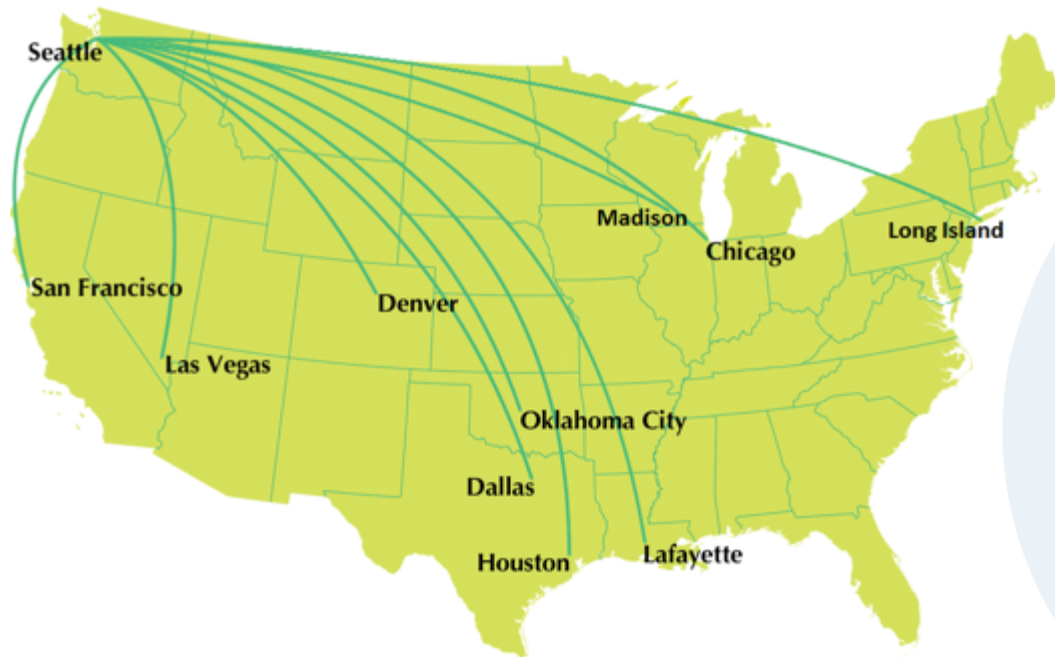 Seattle
Madison
Long Island
Chicago
San Francisco
Denver
Las Vegas
Oklahoma City
Dallas
Houston
Lafayette